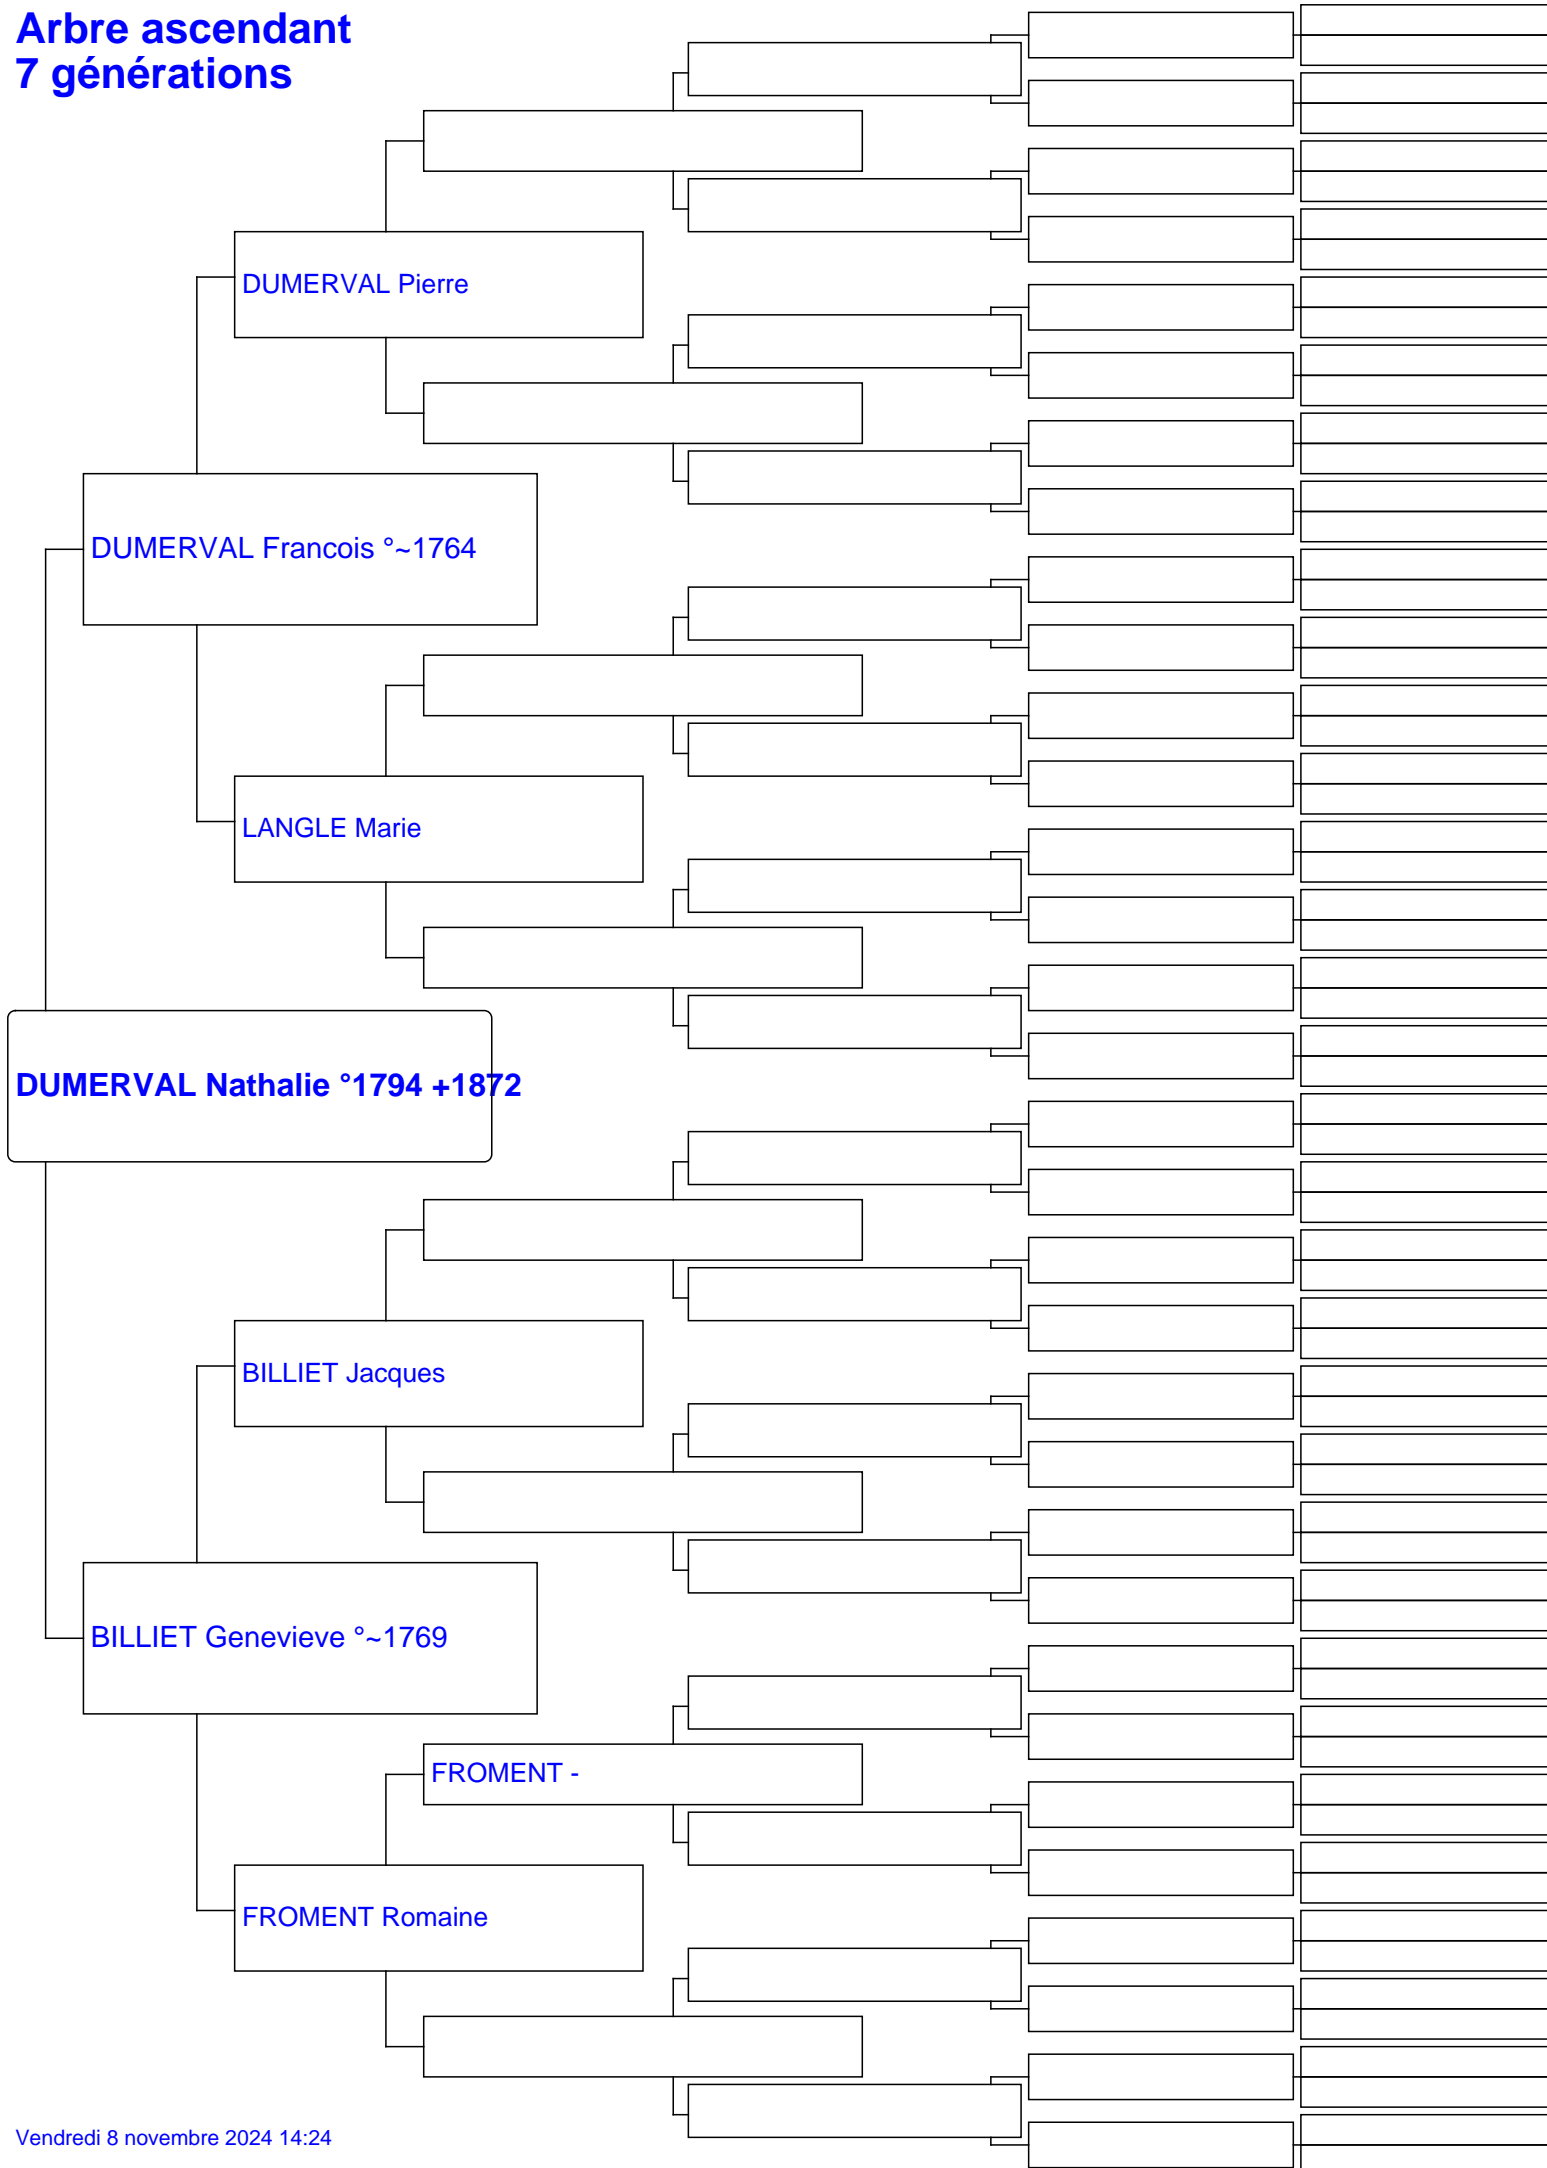 Arbre ascendant
7 générations
DUMERVAL Pierre
DUMERVAL Francois °~1764
LANGLE Marie
DUMERVAL Nathalie °1794 +1872
BILLIET Jacques
BILLIET Genevieve °~1769
FROMENT -
FROMENT Romaine
Vendredi 8 novembre 2024 14:24